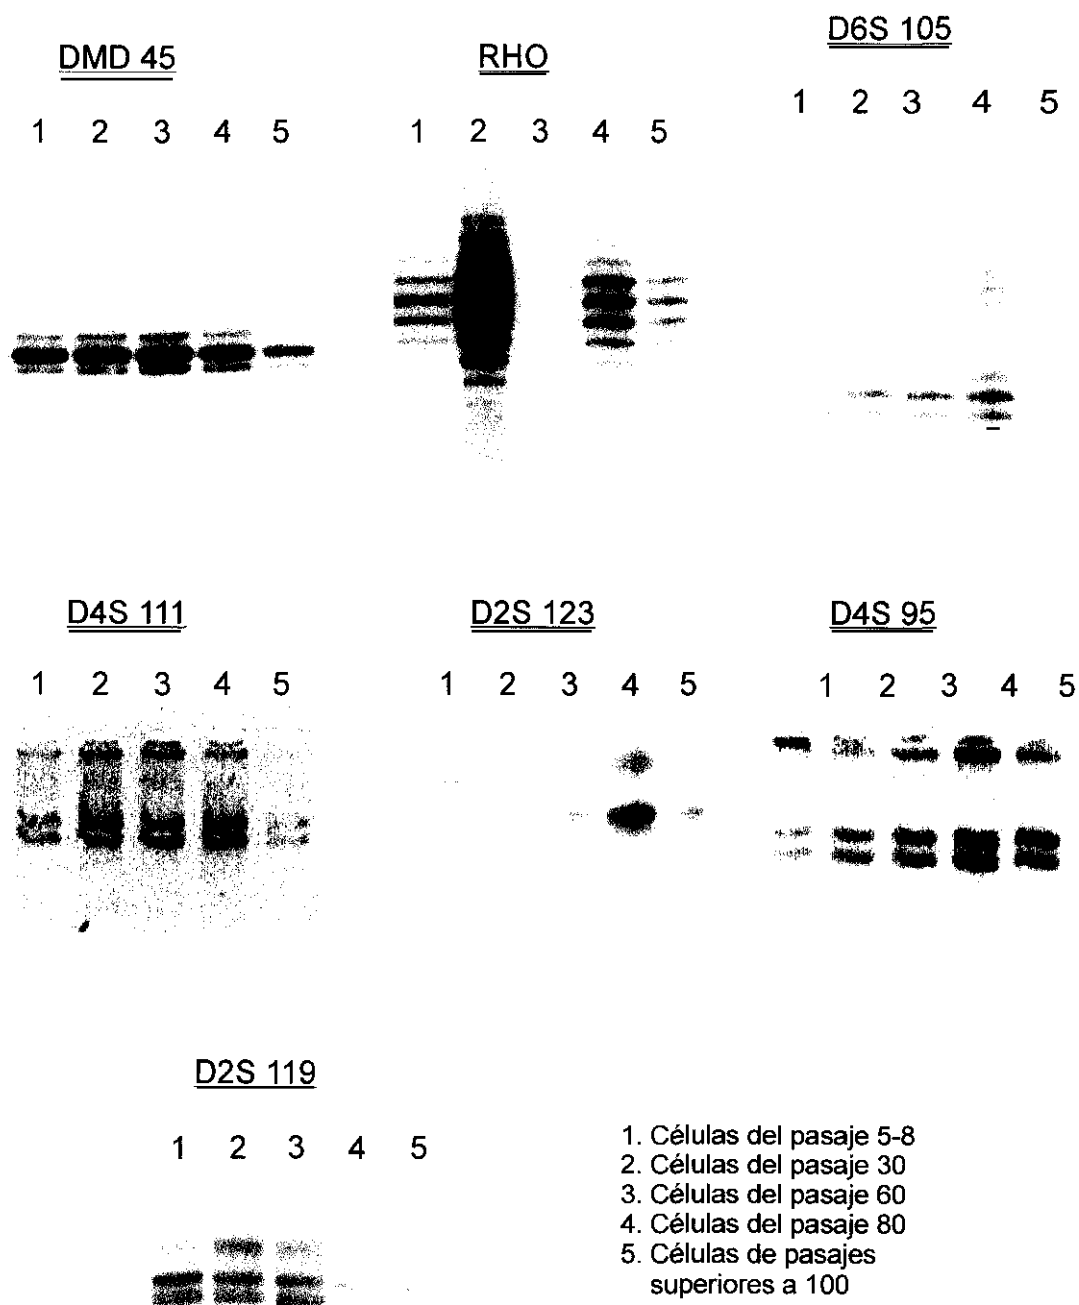 D6S 105
DMD 45
RHO
1 2 3 4 5
1 2 3 4 5
1 2 3 4 5
D4S 111
D2S 123
D4S 95
1 2 3 4 5
1 2 3 4 5
1 2 3 4 5
D2S 119
1 2 3 4 5
1. Células del pasaje 5-8
2. Células del pasaje 30
3. Células del pasaje 60
4. Células del pasaje 80
5. Células de pasajes
superiores a 100